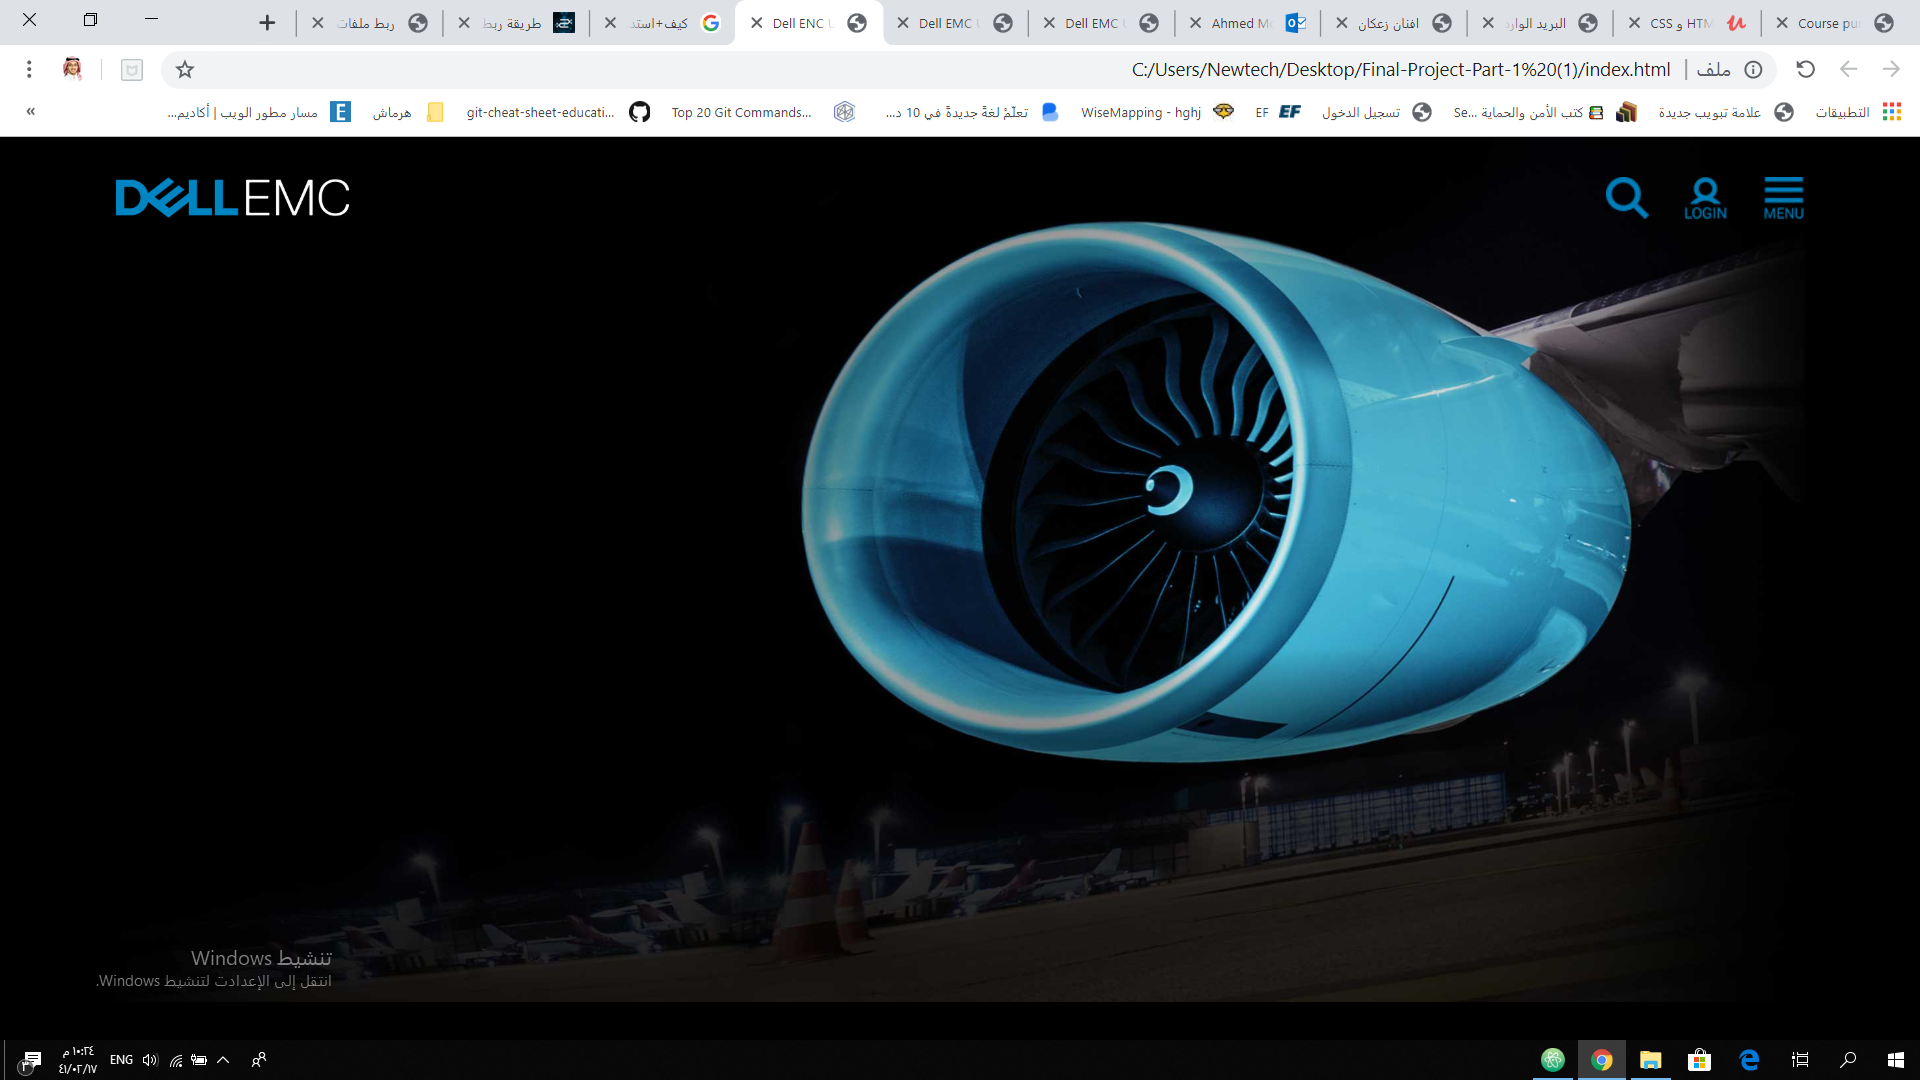 Course pu
CSS و HTM
البريد الوارد
افنان زعكان
Ahmed M
Dell EMC U
Dell EMC U
Dell ENC U
كيف+استد
طريقة ربط
ربط ملفات
ملف
C:/Users/Newtech/Desktop/Final-Project-Part-1%20(1)/index.html
التطبيقات
علامة تبويب جديدة
كتب الأمن والحماية ...Se
تسجيل الدخول
EF
WiseMapping - hghj
تعلّمْ لغةً جديدةً في 10 د...
Top 20 Git Commands...
git-cheat-sheet-educati...
هرماش
مسار مطور الويب | أكاديم...
DELL EMC
LOGIN
MENU
تنشيط Windows
انتقل إلى الإعدادت لتنشيط Windows.
ENG
١٠:٢٤ م
٤١/٠٢/١٧
٣